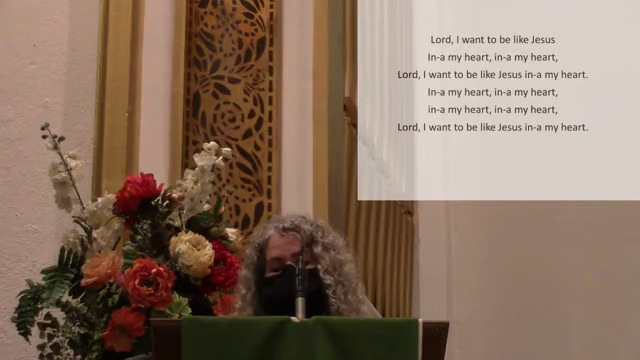 Lord, I want to be like Jesus
In-a my heart, in-a my heart,
Lord, I want to be like Jesus in-a my heart.
In-a my heart, in-a my heart,
in-a my heart, in-a my heart,
Lord, I want to be like Jesus in-a my heart.